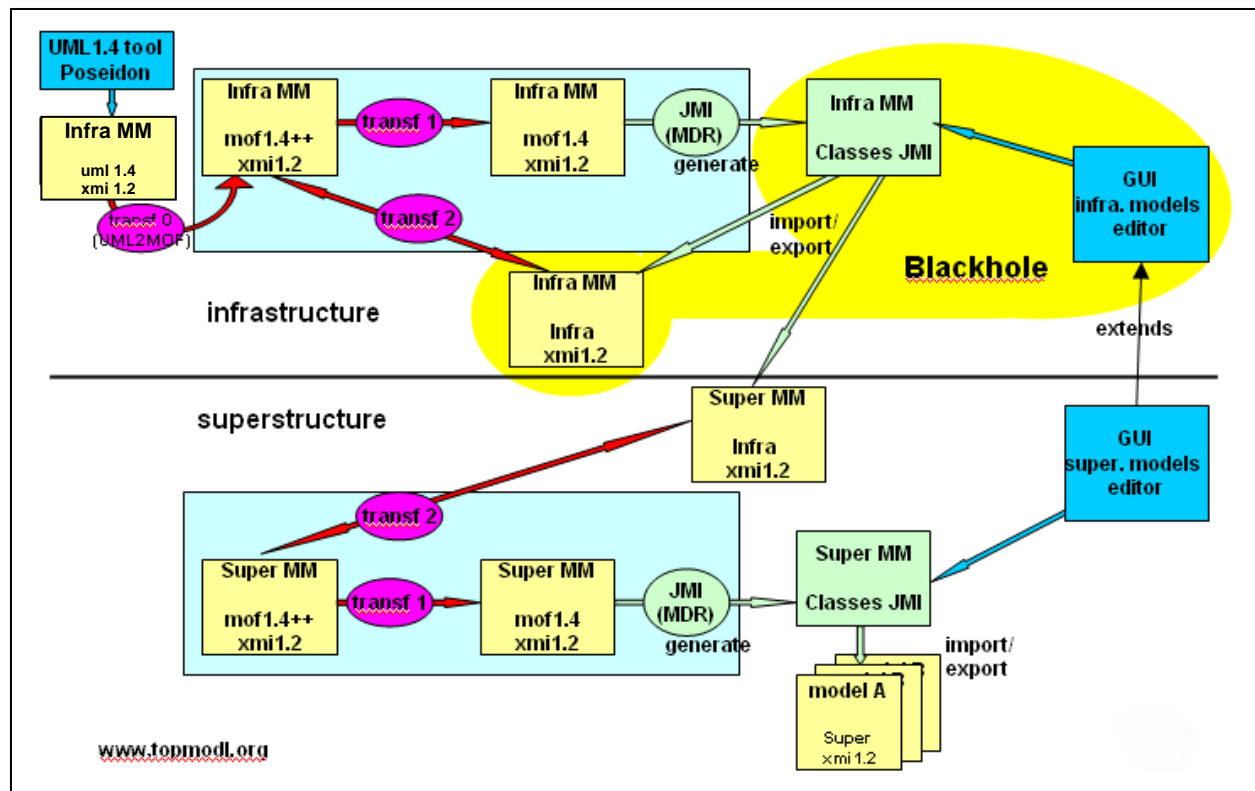 UML1.4 tool
Poseidon
Infra MM
uml 1.4
xmi 1.2
transf 0
(UML2MOF)
Infra MM
mof1.4++
xmi1.2
transf 1
Infra MM
mof1.4
xmi1.2
JMI
(MDR)
generate
Infra MM
Classes JMI
GUI
infra. models
editor
transf 2
import/
export
Blackhole
Infra MM
Infra
xmi1.2
infrastructure
extends
superstructure
Super MM
Infra
xmi1.2
GUI
super. models
editor
transf 2
Super MM
mof1.4++
xmi1.2
transf 1
Super MM
mof1.4
xmi1.2
JMI
(MDR)
generate
Super MM
Classes JMI
import/
export
model A
Super
xmi1.2
www.topmodl.org